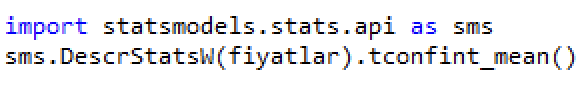 import statsmodels.stats.api as sms
sms.DescrStatsW(fiyatlar).tconfint_mean()